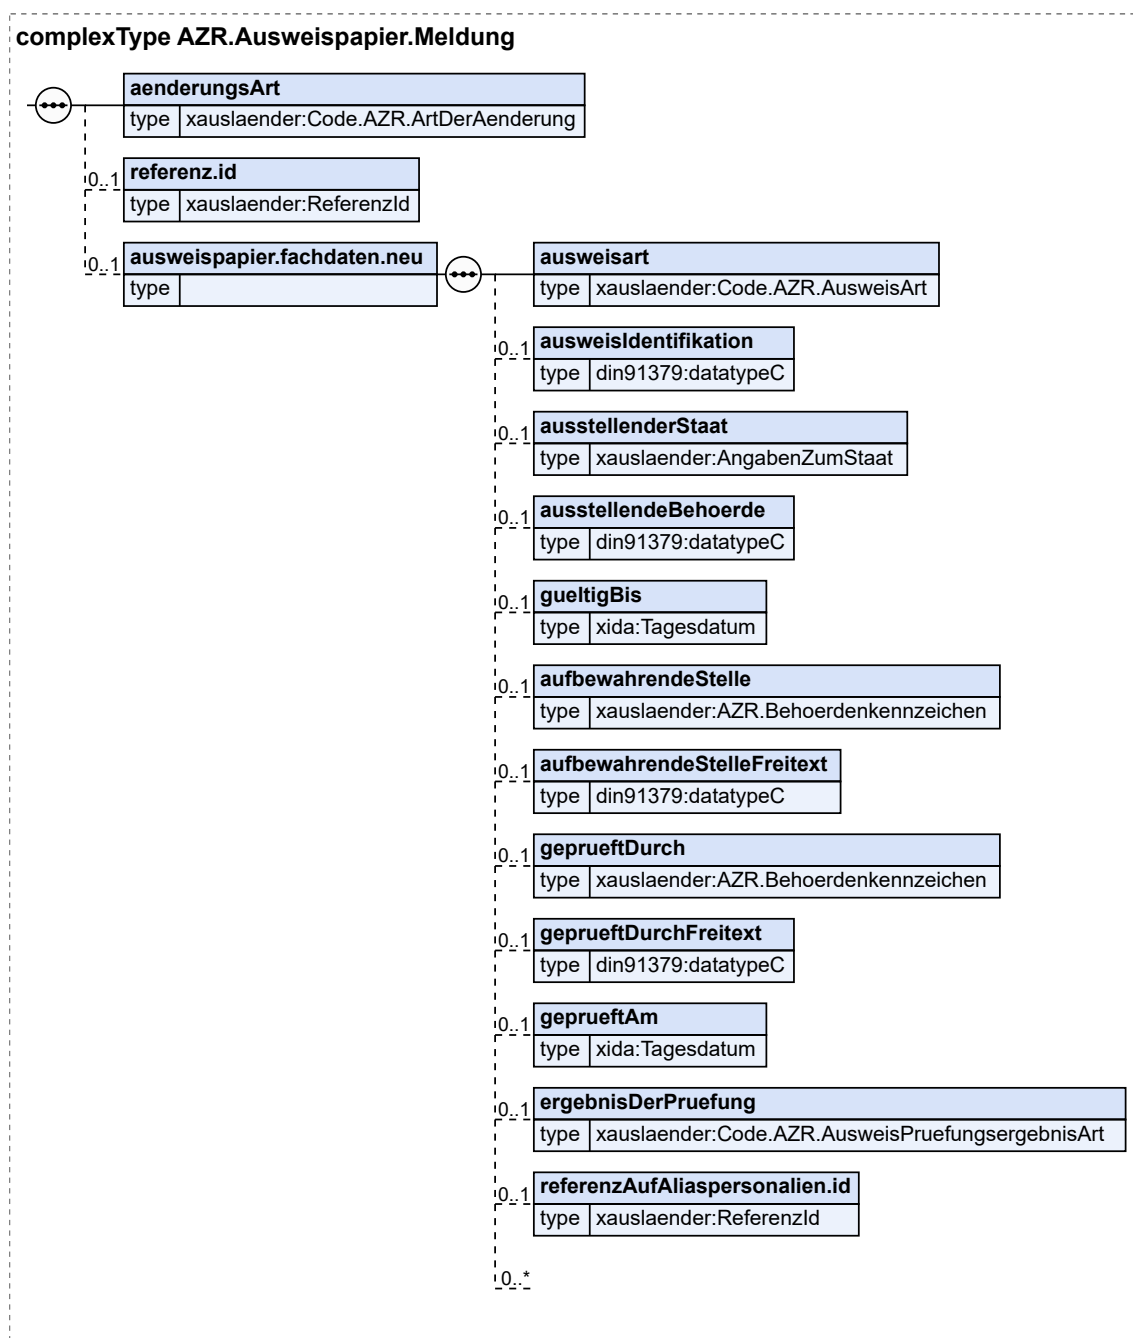 complexType AZR.Ausweispapier.Meldung
aenderungsArt
type xauslaender:Code.AZR.ArtDerAenderung
0..1 referenz.id
type xauslaender:ReferenzId
0..1 ausweispapier.fachdaten.neu
type
ausweisart
type xauslaender:Code.AZR.AusweisArt
0..1 ausweisIdentifikation
type din91379:datatypeC
0..1 ausstellenderStaat
type xauslaender:AngabenZumStaat
0..1 ausstellendeBehoerde
type din91379:datatypeC
0..1 gueltigBis
type xida:Tagesdatum
0..1 aufbewahrendeStelle
type xauslaender:AZR.Behoerdenkennzeichen
0..1 aufbewahrendeStelleFreitext
type din91379:datatypeC
0..1 geprueftDurch
type xauslaender:AZR.Behoerdenkennzeichen
0..1 geprueftDurchFreitext
type din91379:datatypeC
0..1 geprueftAm
type xida:Tagesdatum
0..1 ergebnisDerPruefung
type xauslaender:Code.AZR.AusweisPruefungsergebnisArt
0..1 referenzAufAliaspersonalien.id
type xauslaender:ReferenzId
0..*